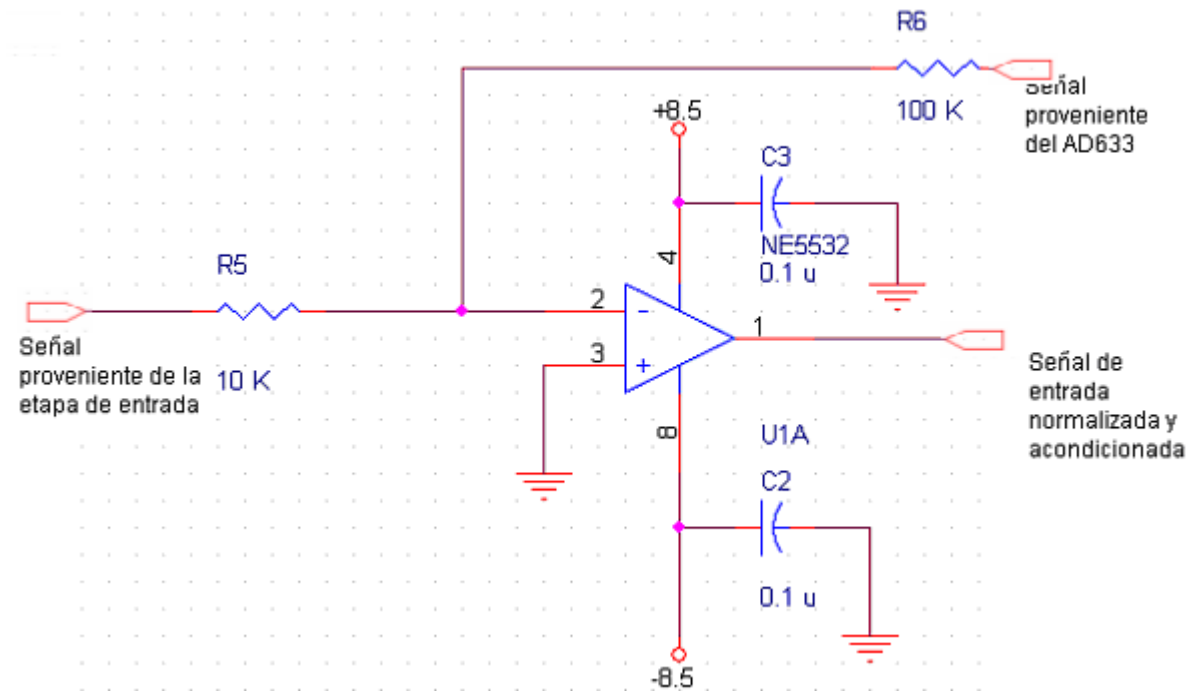 R6
100 K
Señal
proveniente
del AD633
+8.5
C3
NE5532
0.1 u
4
R5
10 K
Señal
proveniente de la
etapa de entrada
2
-
3
+
1
8
Señal de
entrada
normalizada y
acondicionada
U1A
C2
0.1 u
-8.5